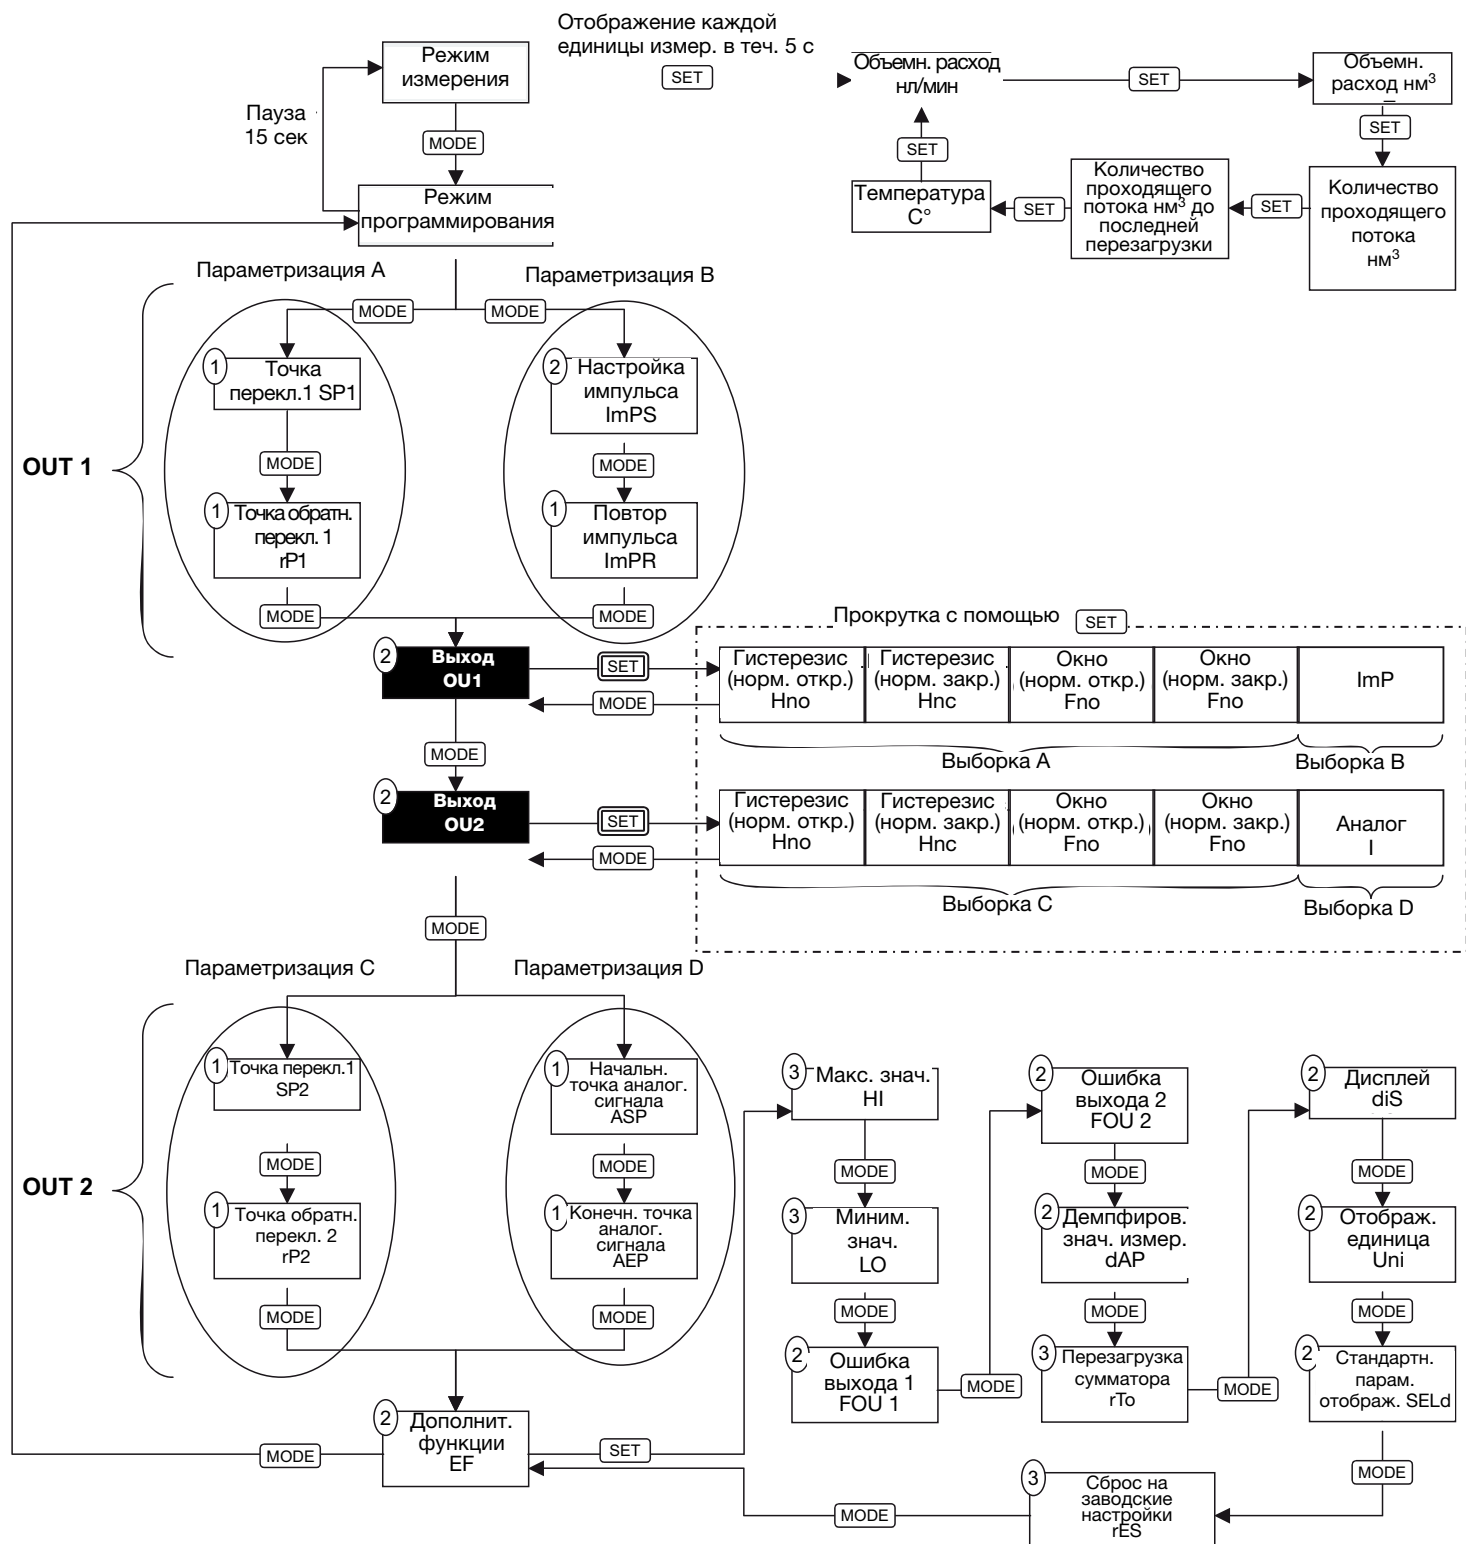 Отображение каждой
единицы измер. в теч. 5 с
SET
Режим
измерения
Пауза
15 сек
MODE
Режим
программирования
Объемн. расход
нл/мин
SET
Объемн.
расход нм³
SET
SET
Температура
C°
SET
Количество
проходящего
потока нм³ до
последней
перезагрузки
SET
Количество
проходящего
потока
нм³
Параметризация A
Параметризация B
MODE
MODE
OUT 1
1
Точка
перекл.1 SP1
MODE
1
Точка обратн.
перекл. 1
rP1
MODE
2
Настройка
импульса
ImPS
MODE
1
Повтор
импульса
ImPR
MODE
2
Выход
OU1
SET
MODE
MODE
2
Выход
OU2
SET
MODE
MODE
Прокрутка с помощью SET
Гистерезис
(норм. откр.)
Hno
Гистерезис
(норм. закр.)
Hnc
Окно
(норм. откр.)
Fno
Окно
(норм. закр.)
Fno
ImP
Выборка A
Выборка B
Гистерезис
(норм. откр.)
Hno
Гистерезис
(норм. закр.)
Hnc
Окно
(норм. откр.)
Fno
Окно
(норм. закр.)
Fno
Аналог
I
Выборка C
Выборка D
Параметризация C
Параметризация D
OUT 2
1
Точка перекл.1
SP2
MODE
1
Точка обратн.
перекл. 2
rP2
MODE
1
Начальн.
точка аналог.
сигнала
ASP
MODE
1
Конечн. точка
аналог.
сигнала
AEP
MODE
2
Дополнит.
функции
EF
MODE
SET
3
Макс. знач.
HI
MODE
3
Миним.
знач.
LO
MODE
2
Ошибка
выхода 1
FOU 1
MODE
2
Ошибка
выхода 2
FOU 2
MODE
2
Демпфиров.
знач. измер.
dAP
MODE
3
Перезагрузка
сумматора
rTo
MODE
2
Дисплей
diS
MODE
2
Отображ.
единица
Uni
MODE
2
Стандартн.
парам.
отображ. SELd
MODE
3
Сброс на
заводские
настройки
rES
MODE